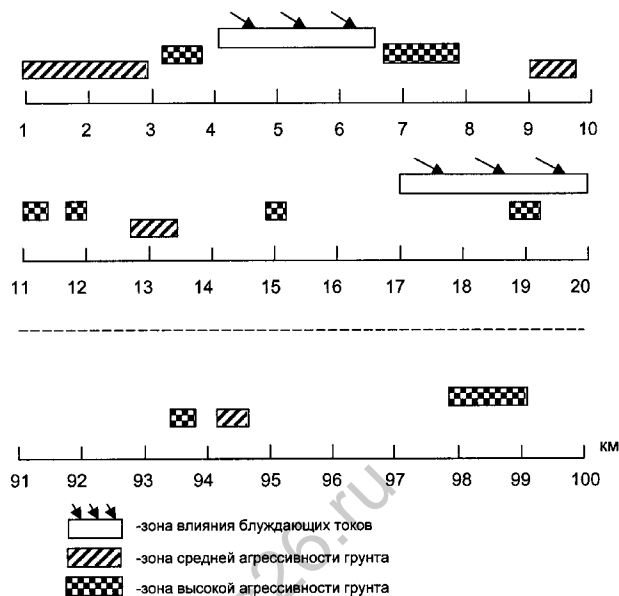 1 2 3 4 5 6 7 8 9 10
11 12 13 14 15 16 17 18 19 20
км
91 92 93 94 95 96 97 98 99 100
-зона влияния блуждающих токов
-зона средней агрессивности грунта
-зона высокой агрессивности грунта
26.ru